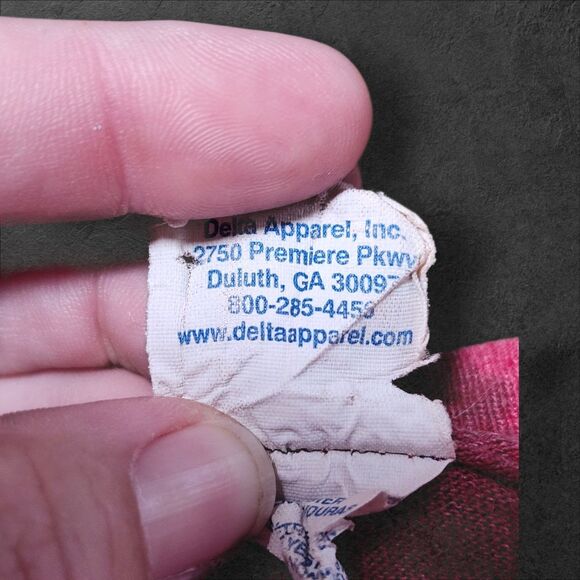 Delta Apparel, Inc.
2750 Premiere Pkwy
Duluth, GA 30097
800-285-4456
www.deltaapparel.com